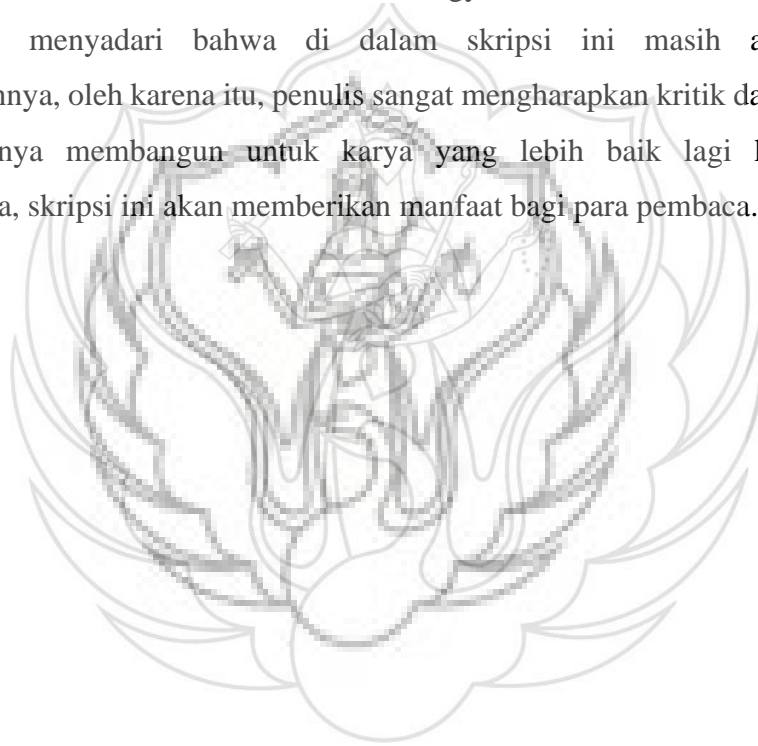 menyadari bahwa di dalam skripsi ini masih a
nnya, oleh karena itu, penulis sangat mengharapkan kritik da
nya membangun untuk karya yang lebih baik lagi
a, skripsi ini akan memberikan manfaat bagi para pembaca.